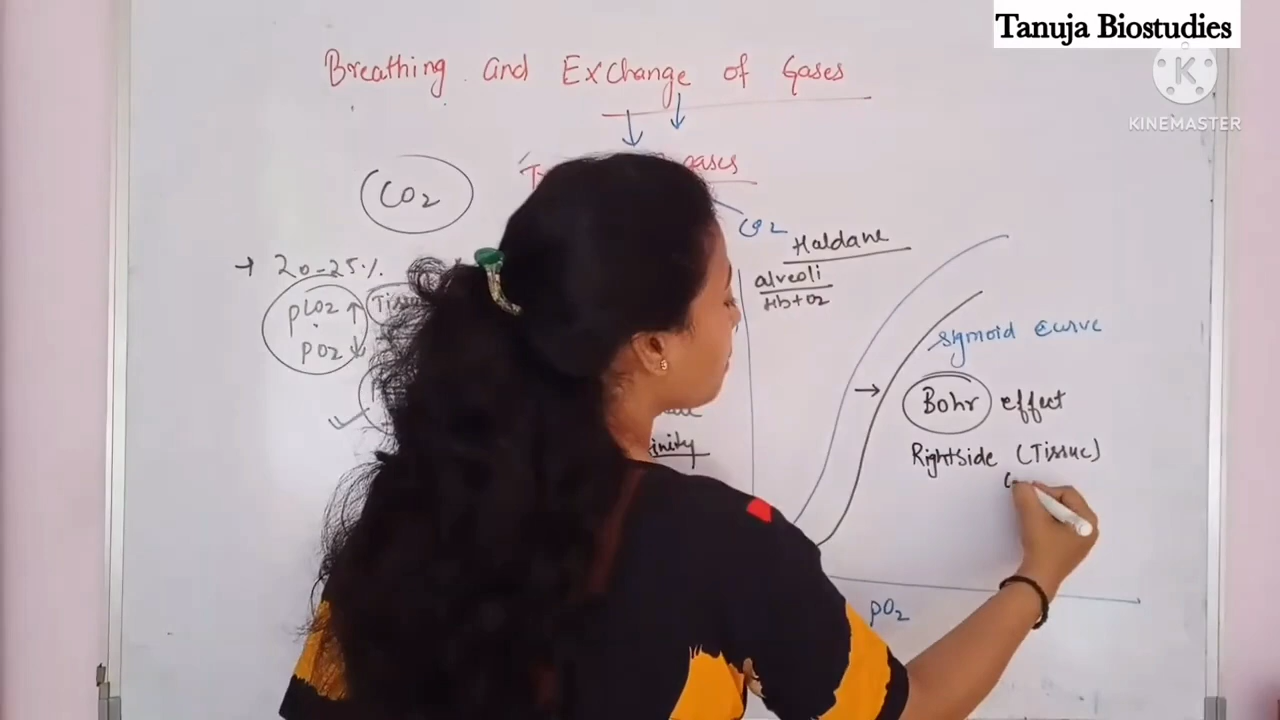 Tanuja Biostudies
KINEMASTER
Breathing and Exchange of Gases
gases
CO2
Haldane
→ 20-25%
alveoli
Hb+O2
pCO2 ↑
pO2 ↓
sigmoid curve
→ Bohr effect
Rightside (Tissue)
pO2